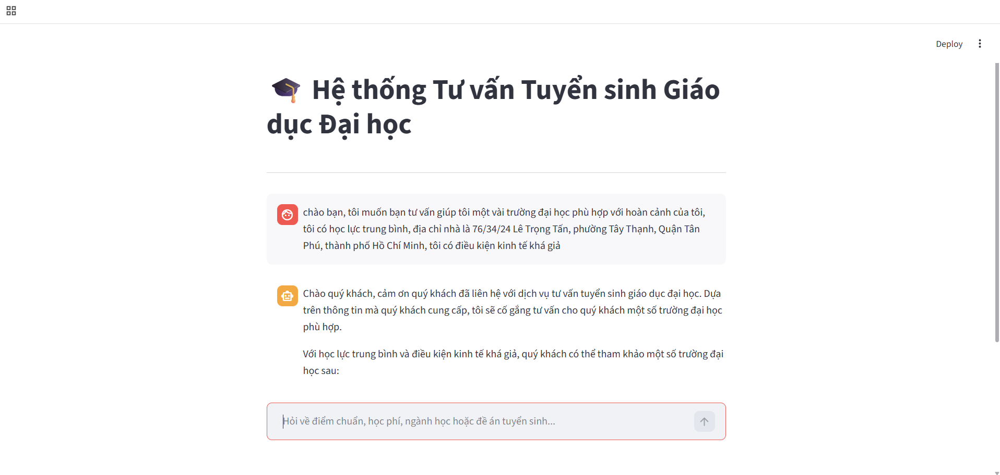 Deploy
Hệ thống Tư vấn Tuyển sinh Giáo
dục Đại học
chào bạn, tôi muốn bạn tư vấn giúp tôi một vài trường đại học phù hợp với hoàn cảnh của tôi,
tôi có học lực trung bình, địa chỉ nhà là 76/34/24 Lê Trọng Tấn, phường Tây Thạnh, Quận Tân
Phú, thành phố Hồ Chí Minh, tôi có điều kiện kinh tế khá giả
Chào quý khách, cảm ơn quý khách đã liên hệ với dịch vụ tư vấn tuyển sinh giáo dục đại học. Dựa
trên thông tin mà quý khách cung cấp, tôi sẽ cố gắng tư vấn cho quý khách một số trường đại học
phù hợp.
Với học lực trung bình và điều kiện kinh tế khá giả, quý khách có thể tham khảo một số trường đại
học sau:
Hỏi về điểm chuẩn, học phí, ngành học hoặc đề án tuyển sinh...